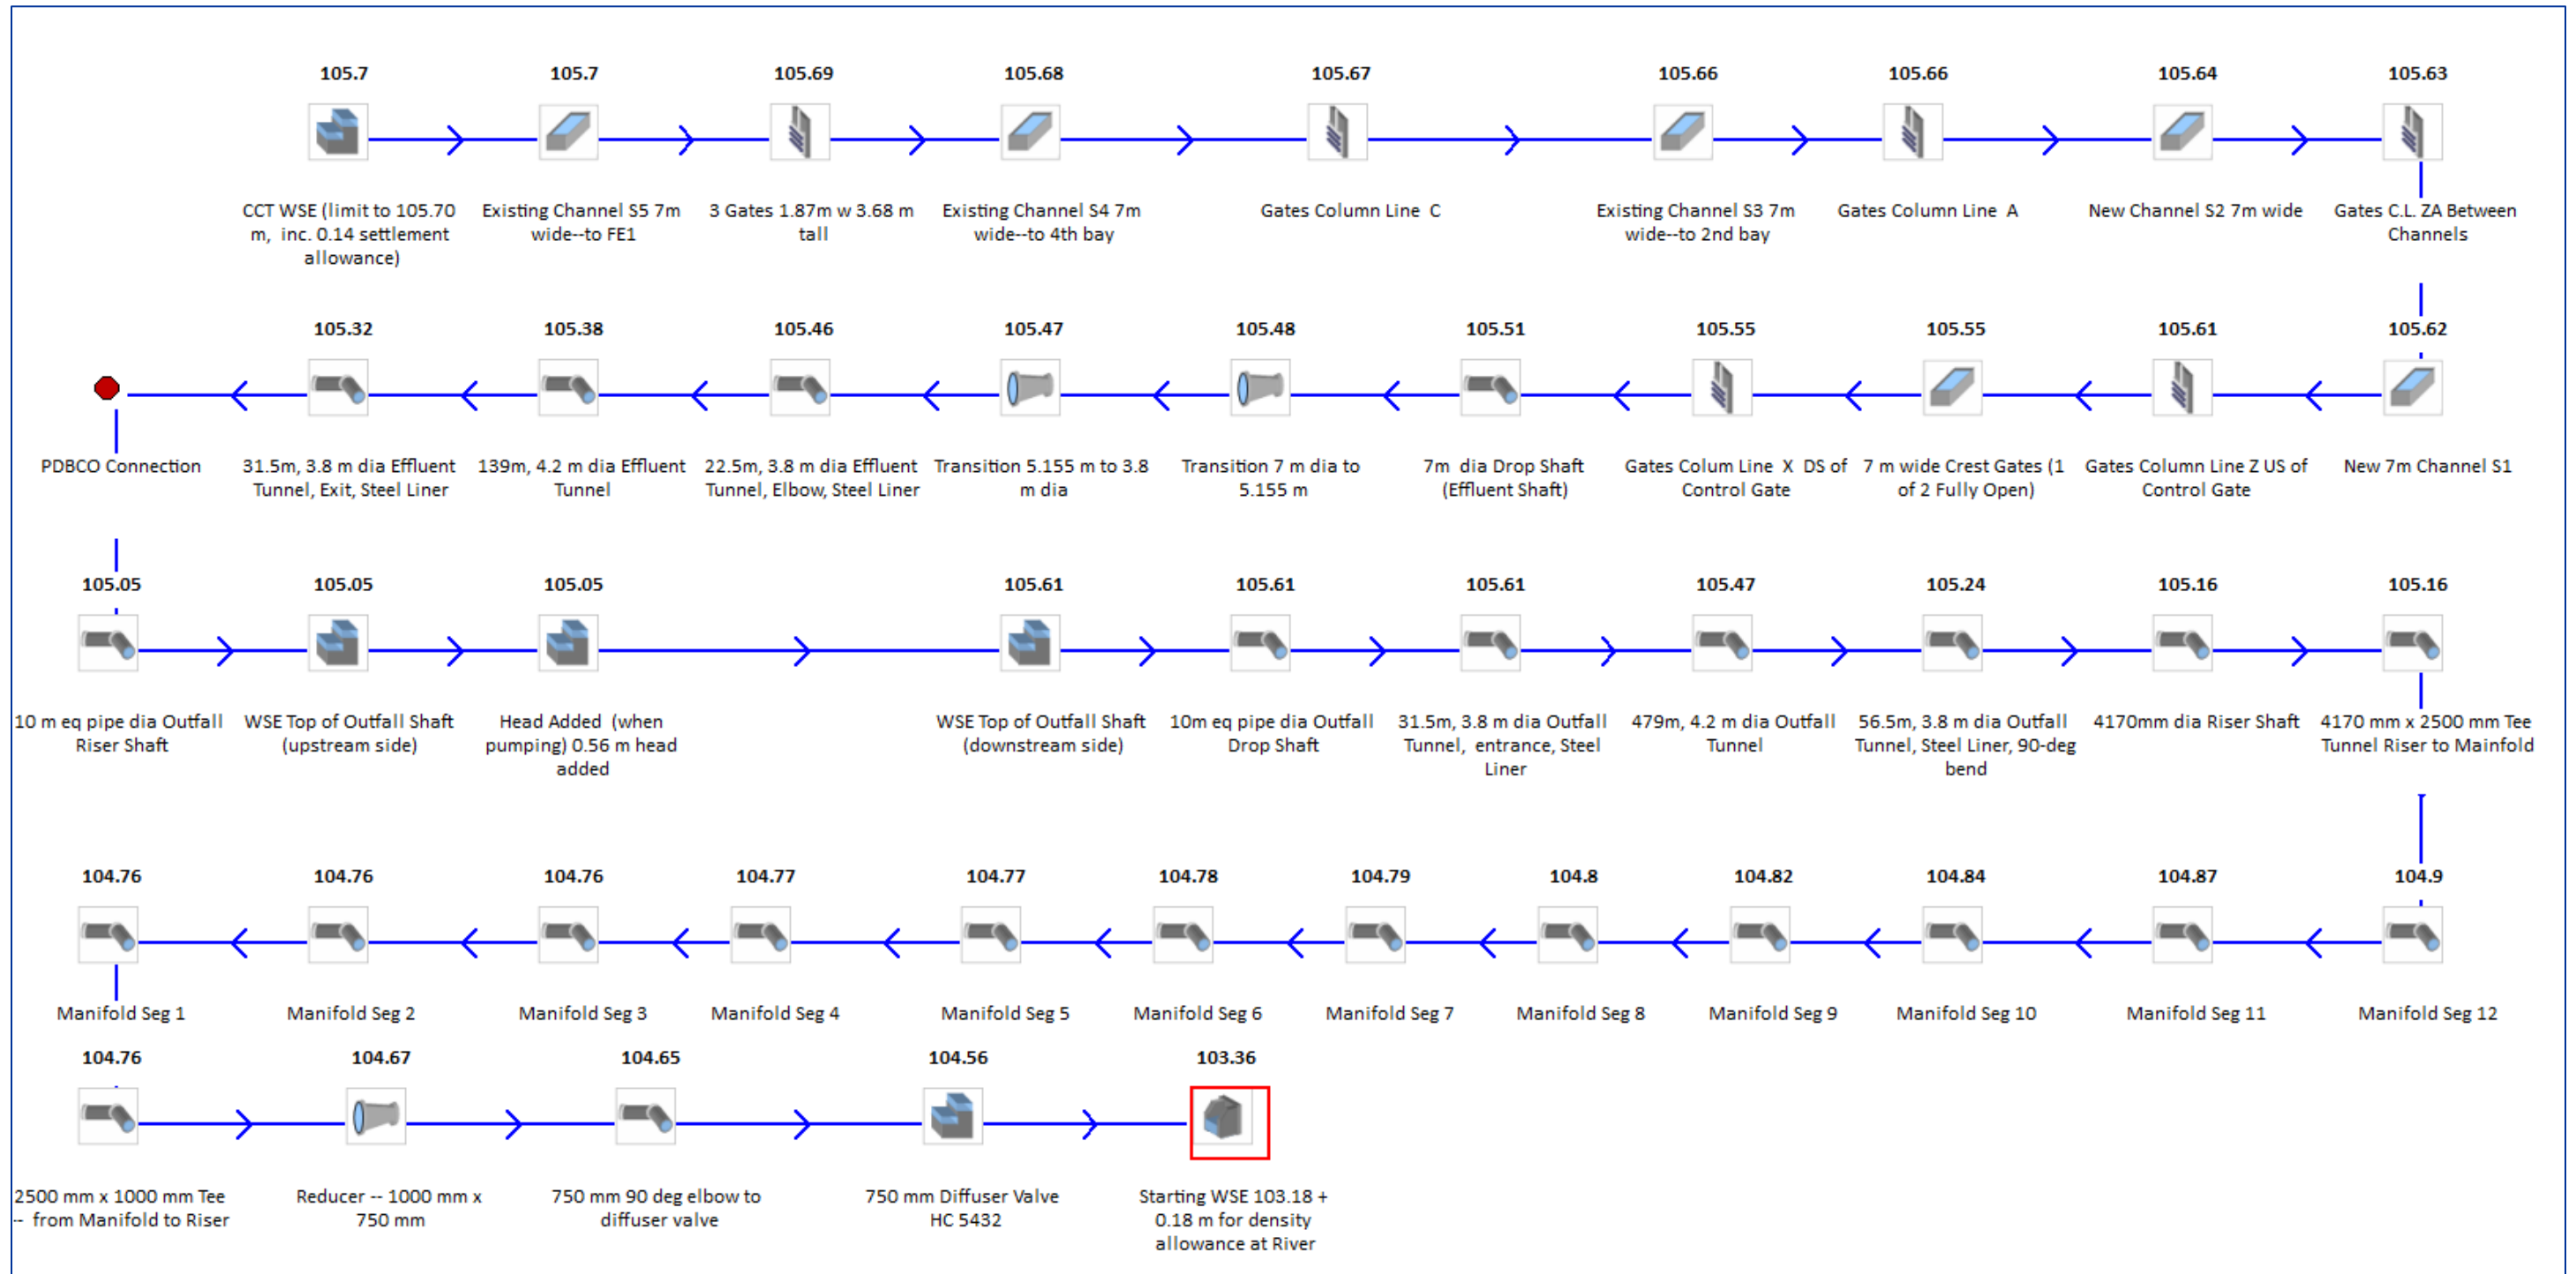 105.7
105.7
105.69
105.68
105.67
105.66
105.66
105.64
105.63
CCT WSE (limit to 105.70
m, inc. 0.14 settlement
allowance)
Existing Channel S5 7m
wide--to FE1
3 Gates 1.87m w 3.68 m
tall
Existing Channel S4 7m
wide--to 4th bay
Gates Column Line C
Existing Channel S3 7m
wide--to 2nd bay
Gates Column Line A
New Channel S2 7m wide
Gates C.L. ZA Between
Channels
105.32
105.38
105.46
105.47
105.48
105.51
105.55
105.55
105.61
105.62
PDBCO Connection
31.5m, 3.8 m dia Effluent
Tunnel, Exit, Steel Liner
139m, 4.2 m dia Effluent
Tunnel
22.5m, 3.8 m dia Effluent
Tunnel, Elbow, Steel Liner
Transition 5.155 m to 3.8
m dia
Transition 7 m dia to
5.155 m
7m dia Drop Shaft
(Effluent Shaft)
Gates Colum Line X DS of
Control Gate
7 m wide Crest Gates (1
of 2 Fully Open)
Gates Column Line Z US of
Control Gate
New 7m Channel S1
105.05
105.05
105.05
105.61
105.61
105.61
105.47
105.24
105.16
105.16
10 m eq pipe dia Outfall
Riser Shaft
WSE Top of Outfall Shaft
(upstream side)
Head Added (when
pumping) 0.56 m head
added
WSE Top of Outfall Shaft
(downstream side)
10m eq pipe dia Outfall
Drop Shaft
31.5m, 3.8 m dia Outfall
Tunnel, entrance, Steel
Liner
479m, 4.2 m dia Outfall
Tunnel
56.5m, 3.8 m dia Outfall
Tunnel, Steel Liner, 90-deg
bend
4170mm dia Riser Shaft
4170 mm x 2500 mm Tee
Tunnel Riser to Mainfold
104.76
104.76
104.76
104.77
104.77
104.78
104.79
104.8
104.82
104.84
104.87
104.9
Manifold Seg 1
Manifold Seg 2
Manifold Seg 3
Manifold Seg 4
Manifold Seg 5
Manifold Seg 6
Manifold Seg 7
Manifold Seg 8
Manifold Seg 9
Manifold Seg 10
Manifold Seg 11
Manifold Seg 12
104.76
104.67
104.65
104.56
103.36
2500 mm x 1000 mm Tee
-- from Manifold to Riser
Reducer -- 1000 mm x
750 mm
750 mm 90 deg elbow to
diffuser valve
750 mm Diffuser Valve
HC 5432
Starting WSE 103.18 +
0.18 m for density
allowance at River